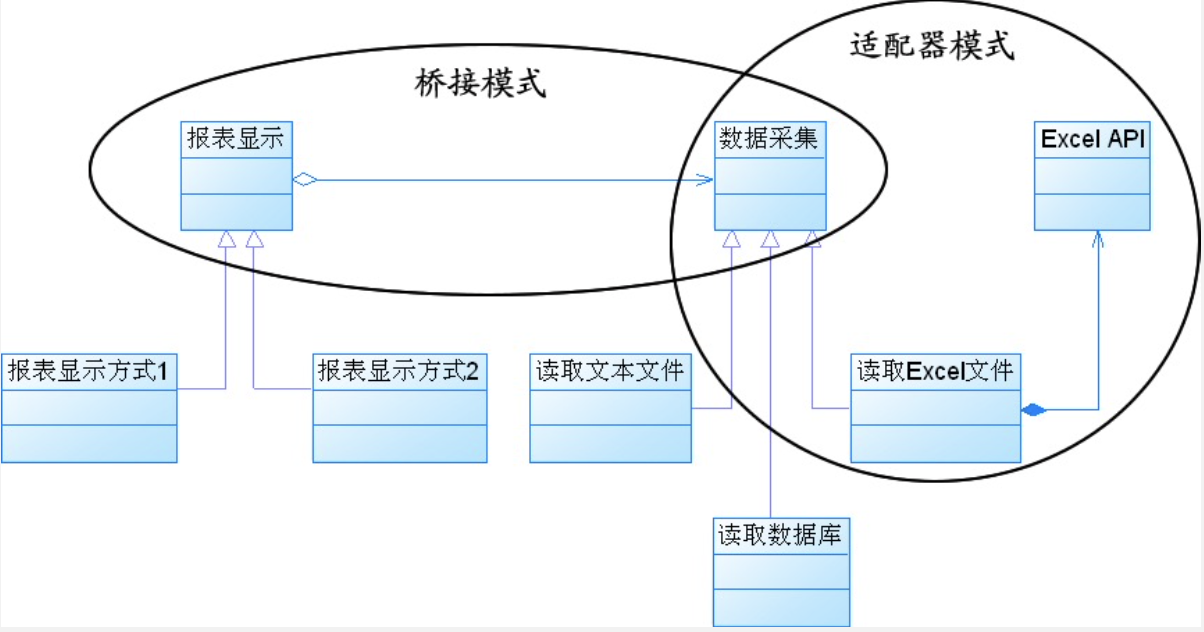 适配器模式
桥接模式
报表显示
数据采集
Excel API
报表显示方式1
报表显示方式2
读取文本文件
读取Excel文件
读取数据库